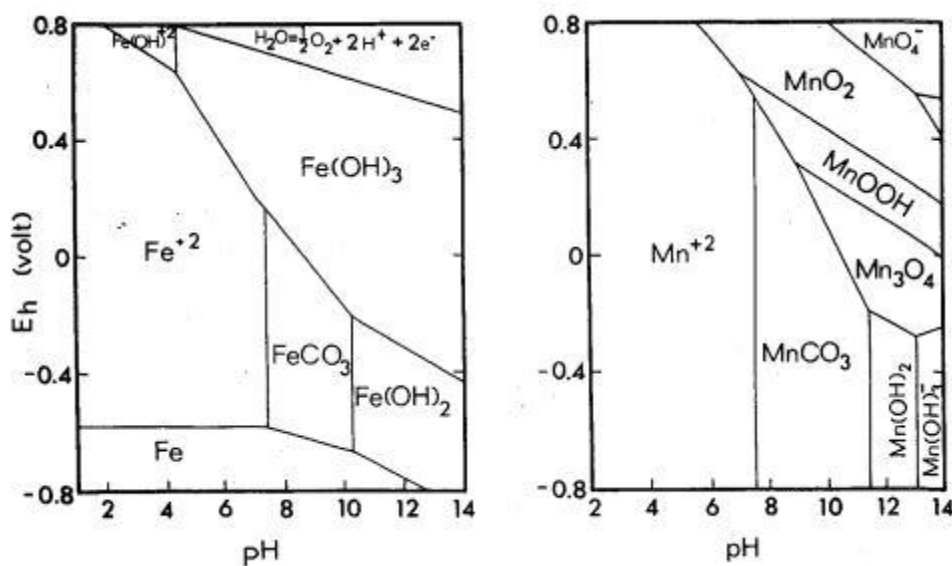 0.8
0.4
0
-0.4
-0.8
Eh (volt)
Fe(OH)+2
H2O=½O2+2H++2e-
Fe(OH)3
Fe+2
FeCO3
Fe(OH)2
Fe
2 4 6 8 10 12 14
pH
0.8
0.4
0
-0.4
-0.8
MnO4-
MnO2
MnOOH
Mn+2
Mn3O4
MnCO3
Mn(OH)2
Mn(OH)3-
2 4 6 8 10 12 14
pH